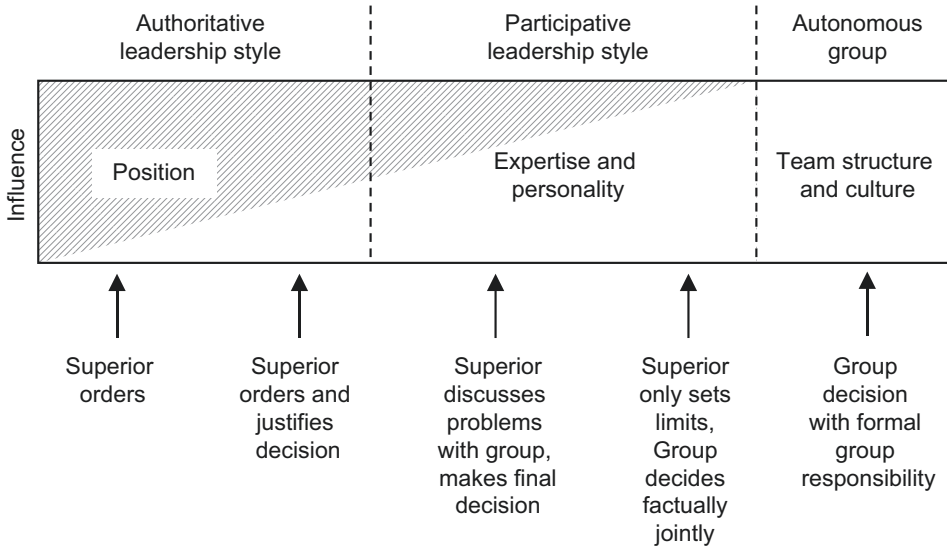 Authoritative
leadership style
Participative
leadership style
Autonomous
group
Influence
Position
Expertise and
personality
Team structure
and culture
Superior
orders
Superior
orders and
justifies
decision
Superior
discusses
problems
with group,
makes final
decision
Superior
only sets
limits,
Group
decides
factually
jointly
Group
decision
with formal
group
responsibility